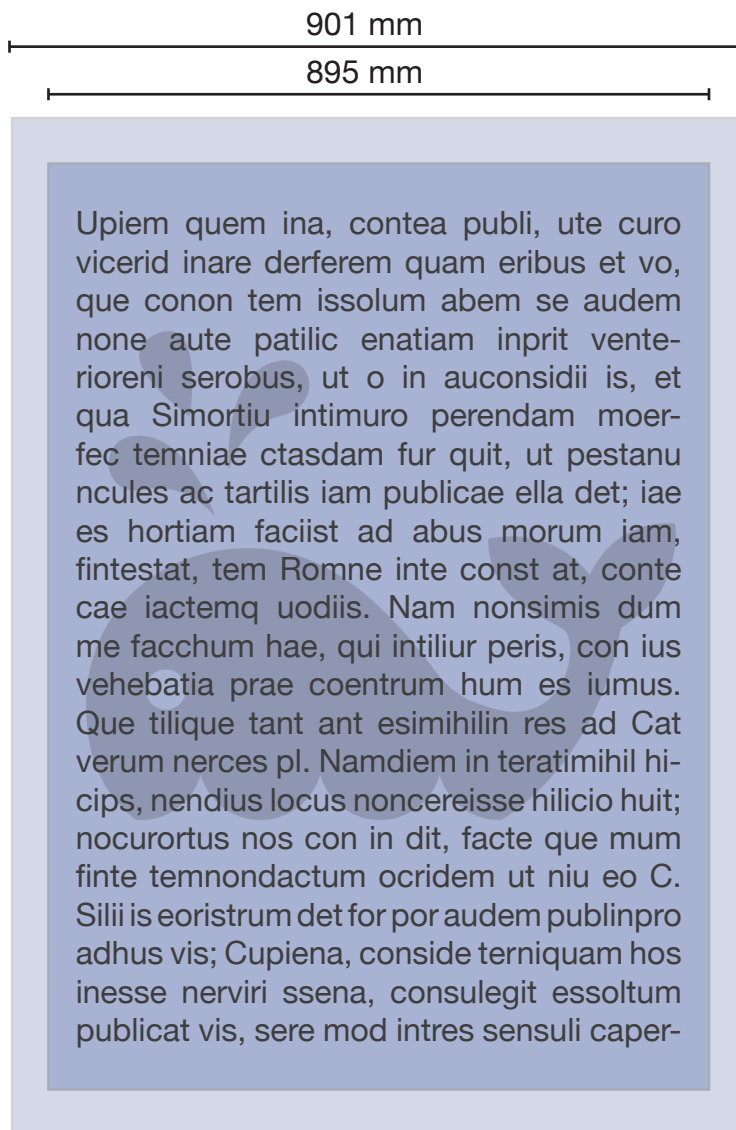 901 mm
895 mm
Upiem quem ina, contea publi, ute curo
vicerid inare derferem quam eribus et vo,
que conon tem issolum abem se audem
none aute patilic enatiam inprit vente-
rioreni serobus, ut o in auconsidii is, et
qua Simortiu intimuro perendam moer-
fec temniae ctasdam fur quit, ut pestanu
ncules ac tartilis iam publicae ella det; iae
es hortiam faciist ad abus morum iam,
fintestat, tem Romne inte const at, conte
cae iactemq uodiis. Nam nonsimis dum
me facchum hae, qui intiliur peris, con ius
vehebatia prae coentrum hum es iumus.
Que tilique tant ant esimihilin res ad Cat
verum nerces pl. Namdiem in teratimihil hi-
cips, nendius locus noncereisse hilicio huit;
nocurortus nos con in dit, facte que mum
finte temnondactum ocridem ut niu eo C.
Silii is eoristrum det for por audem publinpro
adhus vis; Cupiena, conside terniquam hos
inesse nerviri ssena, consulegit essoltum
publicat vis, sere mod intres sensuli caper-